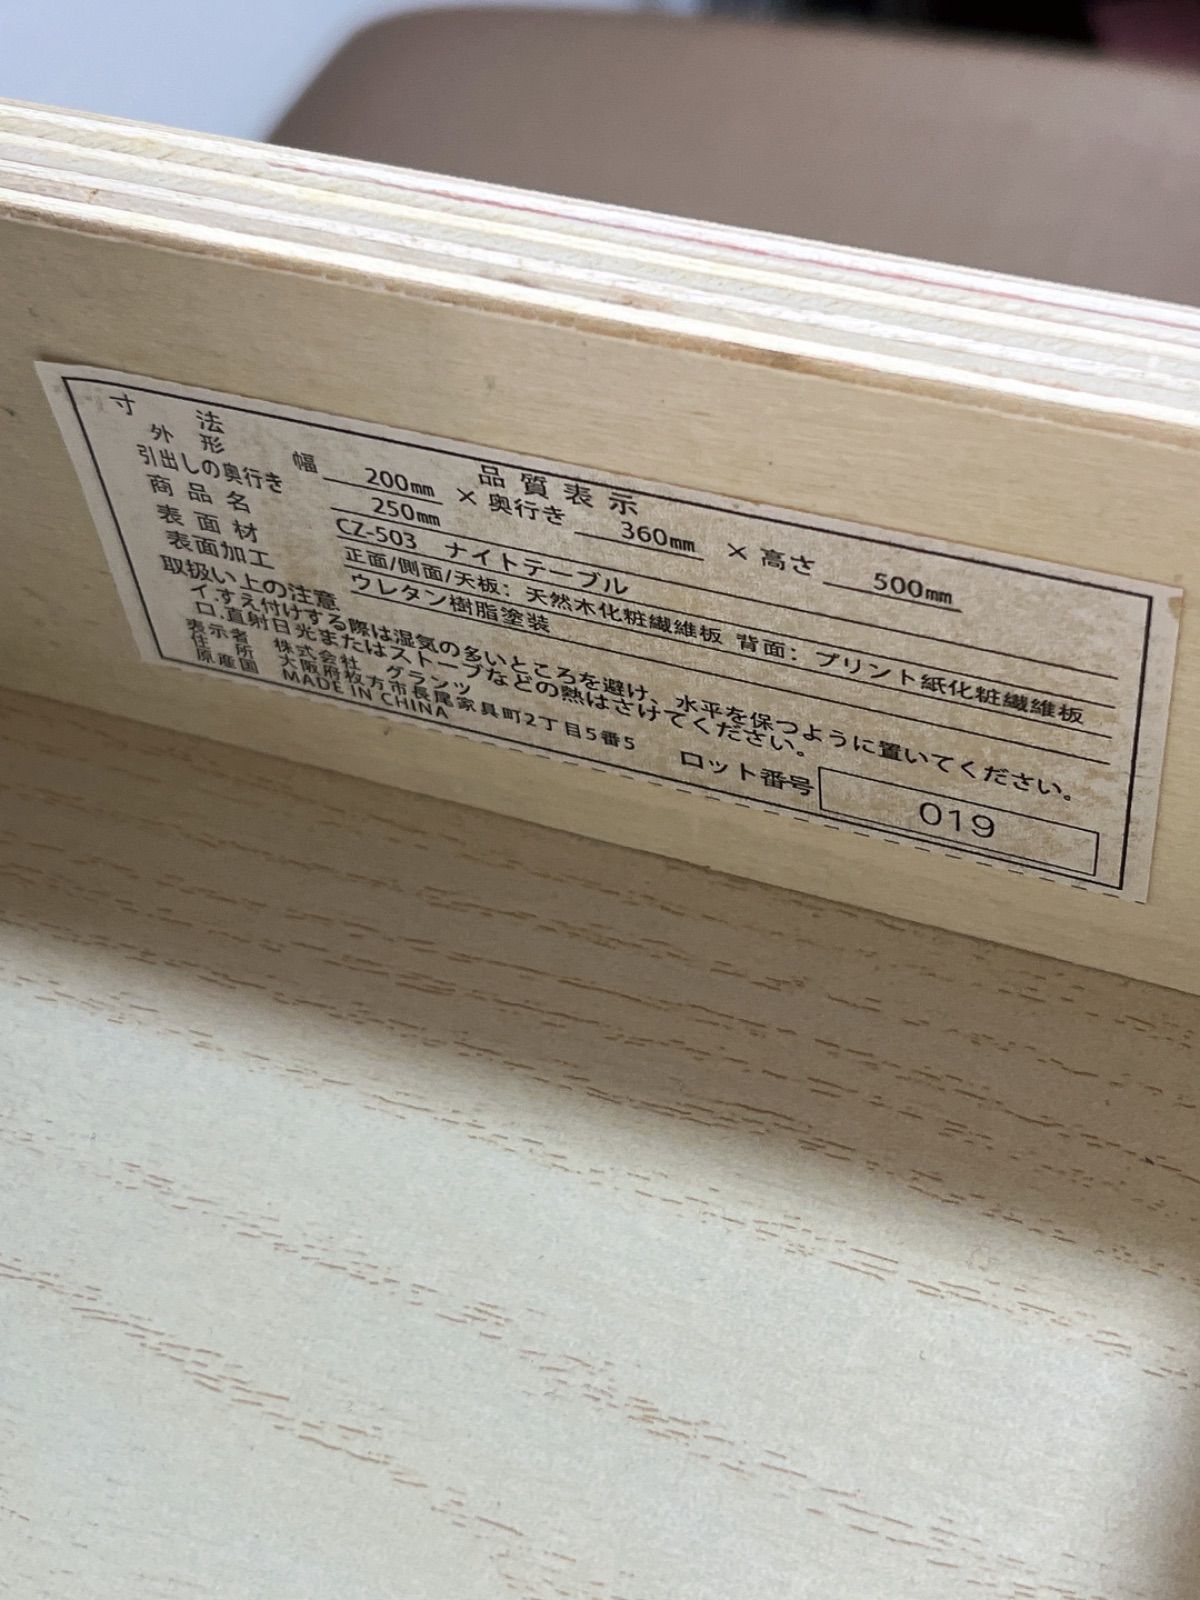 品質表示
寸法
外形 幅 200mm × 奥行き 360mm × 高さ 500mm
引出しの奥行き 250mm
商品名 CZ-503 ナイトテーブル
表面材 正面/側面/天板：天然木化粧繊維板 背面：プリント紙化粧繊維板
表面加工 ウレタン樹脂塗装
取扱い上の注意
イ.すえ付けする際は湿気の多いところを避け、水平を保つように置いてください。
ロ.直射日光またはストーブなどの熱はさけてください。
表示者 株式会社 グランツ
住所 大阪府枚方市長尾家具町2丁目5番5
原産国 MADE IN CHINA
ロット番号 019